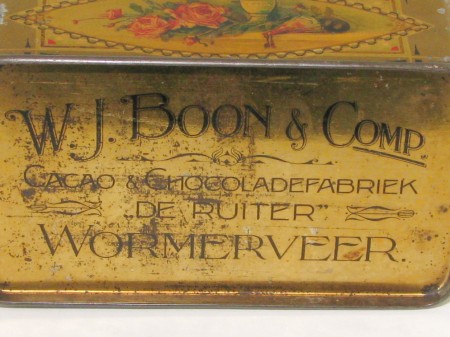 W.J. BOON & COMP.
CACAO & CHOCOLADEFABRIEK
„DE RUITER"
WORMERVEER.